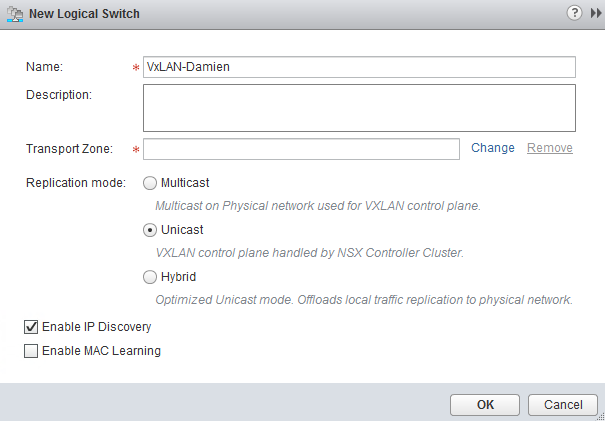 New Logical Switch
?
Name: * VxLAN-Damien
Description:
Transport Zone: * Change Remove
Replication mode: Multicast
Multicast on Physical network used for VXLAN control plane.
Unicast
VXLAN control plane handled by NSX Controller Cluster.
Hybrid
Optimized Unicast mode. Offloads local traffic replication to physical network.
Enable IP Discovery
Enable MAC Learning
OK Cancel